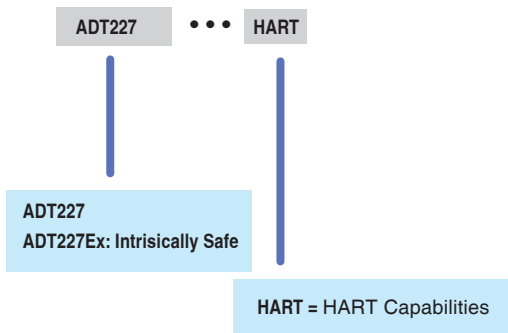 ADT227 ••• HART
ADT227
ADT227Ex: Intrisically Safe
HART = HART Capabilities